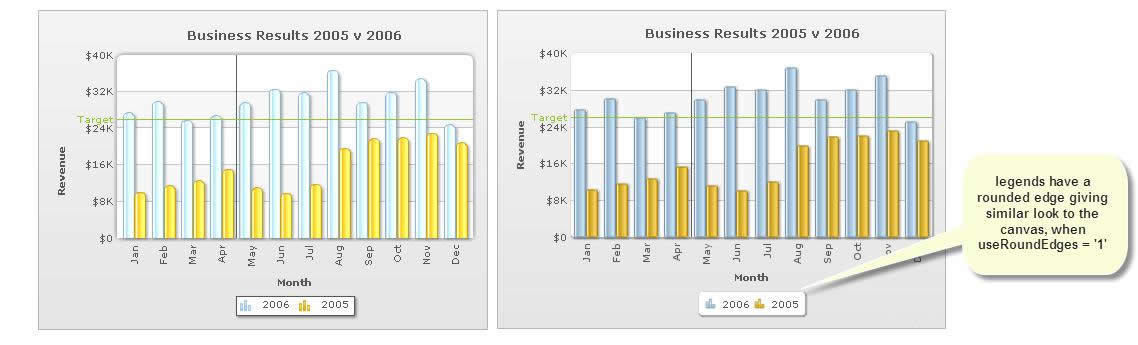 Business Results 2005 v 2006
$40K
$32K
Target
$24K
$16K
$8K
$0
Revenue
Jan Feb Mar Apr May Jun Jul Aug Sep Oct Nov Dec
Month
2006 2005
Business Results 2005 v 2006
$40K
$32K
Target
$24K
$16K
$8K
$0
Revenue
Jan Feb Mar Apr May Jun Jul Aug Sep Oct Nov
Month
2006 2005
legends have a
rounded edge giving
similar look to the
canvas, when
useRoundEdges = '1'